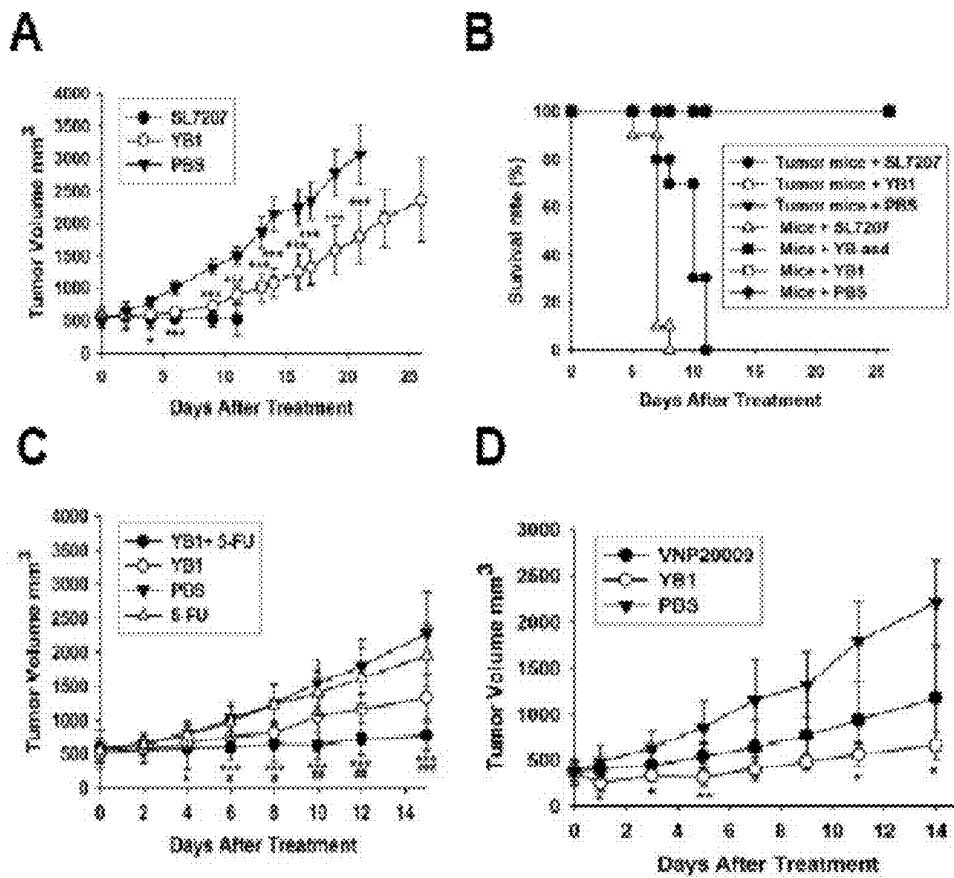 A
Tumor Volume mm³
4000
3500
3000
2500
2000
1500
1000
500
0
SL7207
YB1
PBS
0 5 10 15 20 25
Days After Treatment
B
Survival rate (%)
100
80
60
40
20
0
Tumor mice + SL7207
Tumor mice + YB1
Tumor mice + PBS
Mice + SL7207
Mice + YB asd
Mice + YB1
Mice + PBS
0 5 10 15 20 25
Days After Treatment
C
Tumor Volume mm³
4000
3500
3000
2500
2000
1500
1000
500
0
YB1+ 5-FU
YB1
PBS
5-FU
0 2 4 6 8 10 12 14
Days After Treatment
D
Tumor Volume mm³
3000
2500
2000
1500
1000
500
0
VNP20009
YB1
PBS
0 2 4 6 8 10 12 14
Days After Treatment